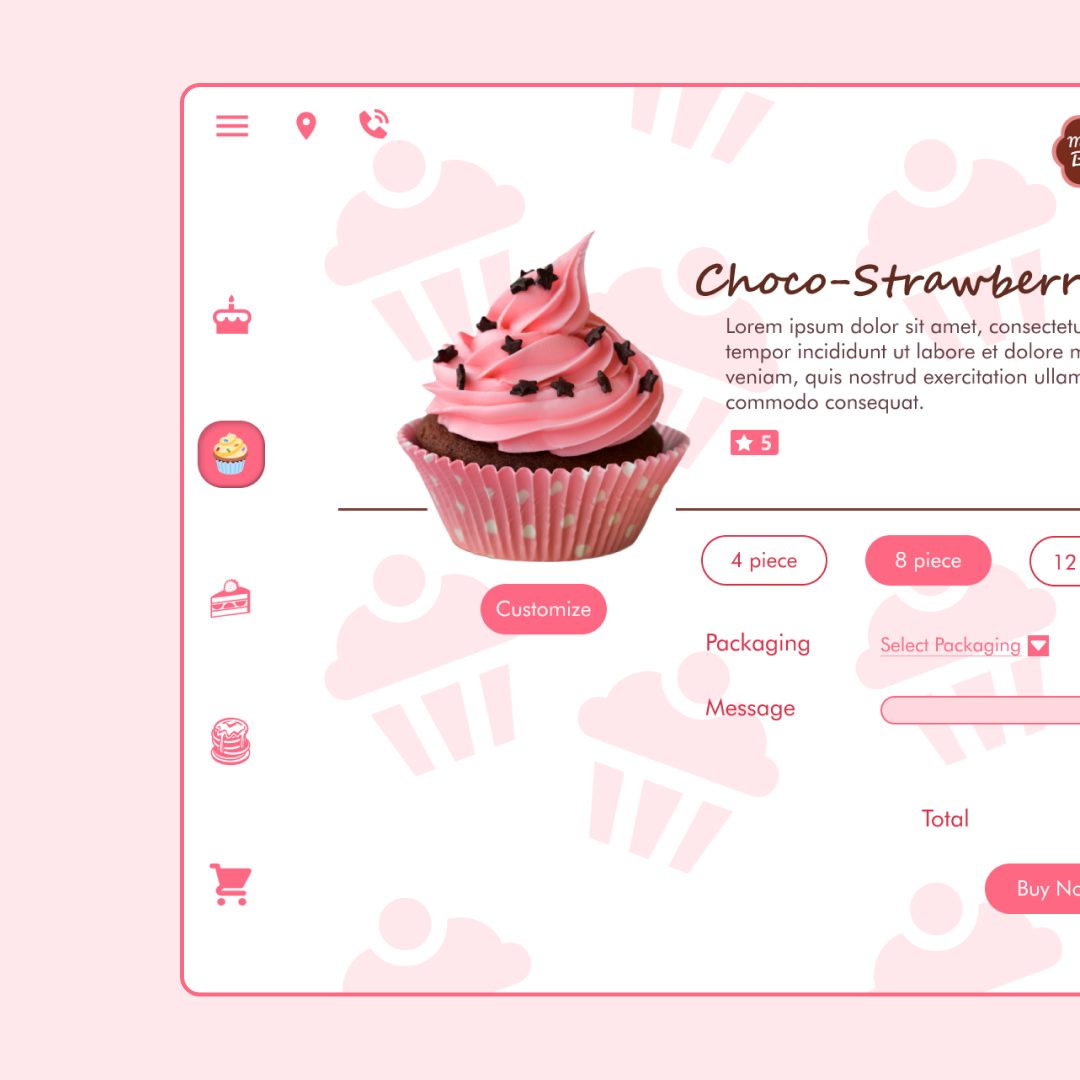 Choco-Strawberr
Lorem ipsum dolor sit amet, consectetu
tempor incididunt ut labore et dolore m
veniam, quis nostrud exercitation ullam
commodo consequat.
5
4 piece
8 piece
12
Customize
Packaging
Select Packaging
Message
Total
Buy No